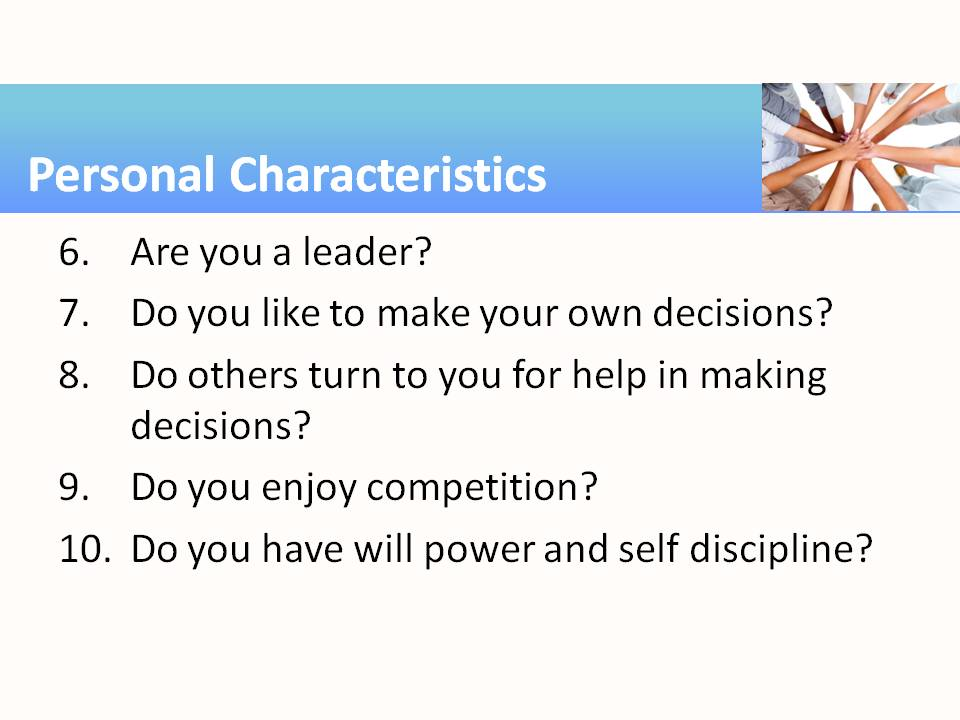 Personal Characteristics
6. Are you a leader?
7. Do you like to make your own decisions?
8. Do others turn to you for help in making
decisions?
9. Do you enjoy competition?
10. Do you have will power and self discipline?